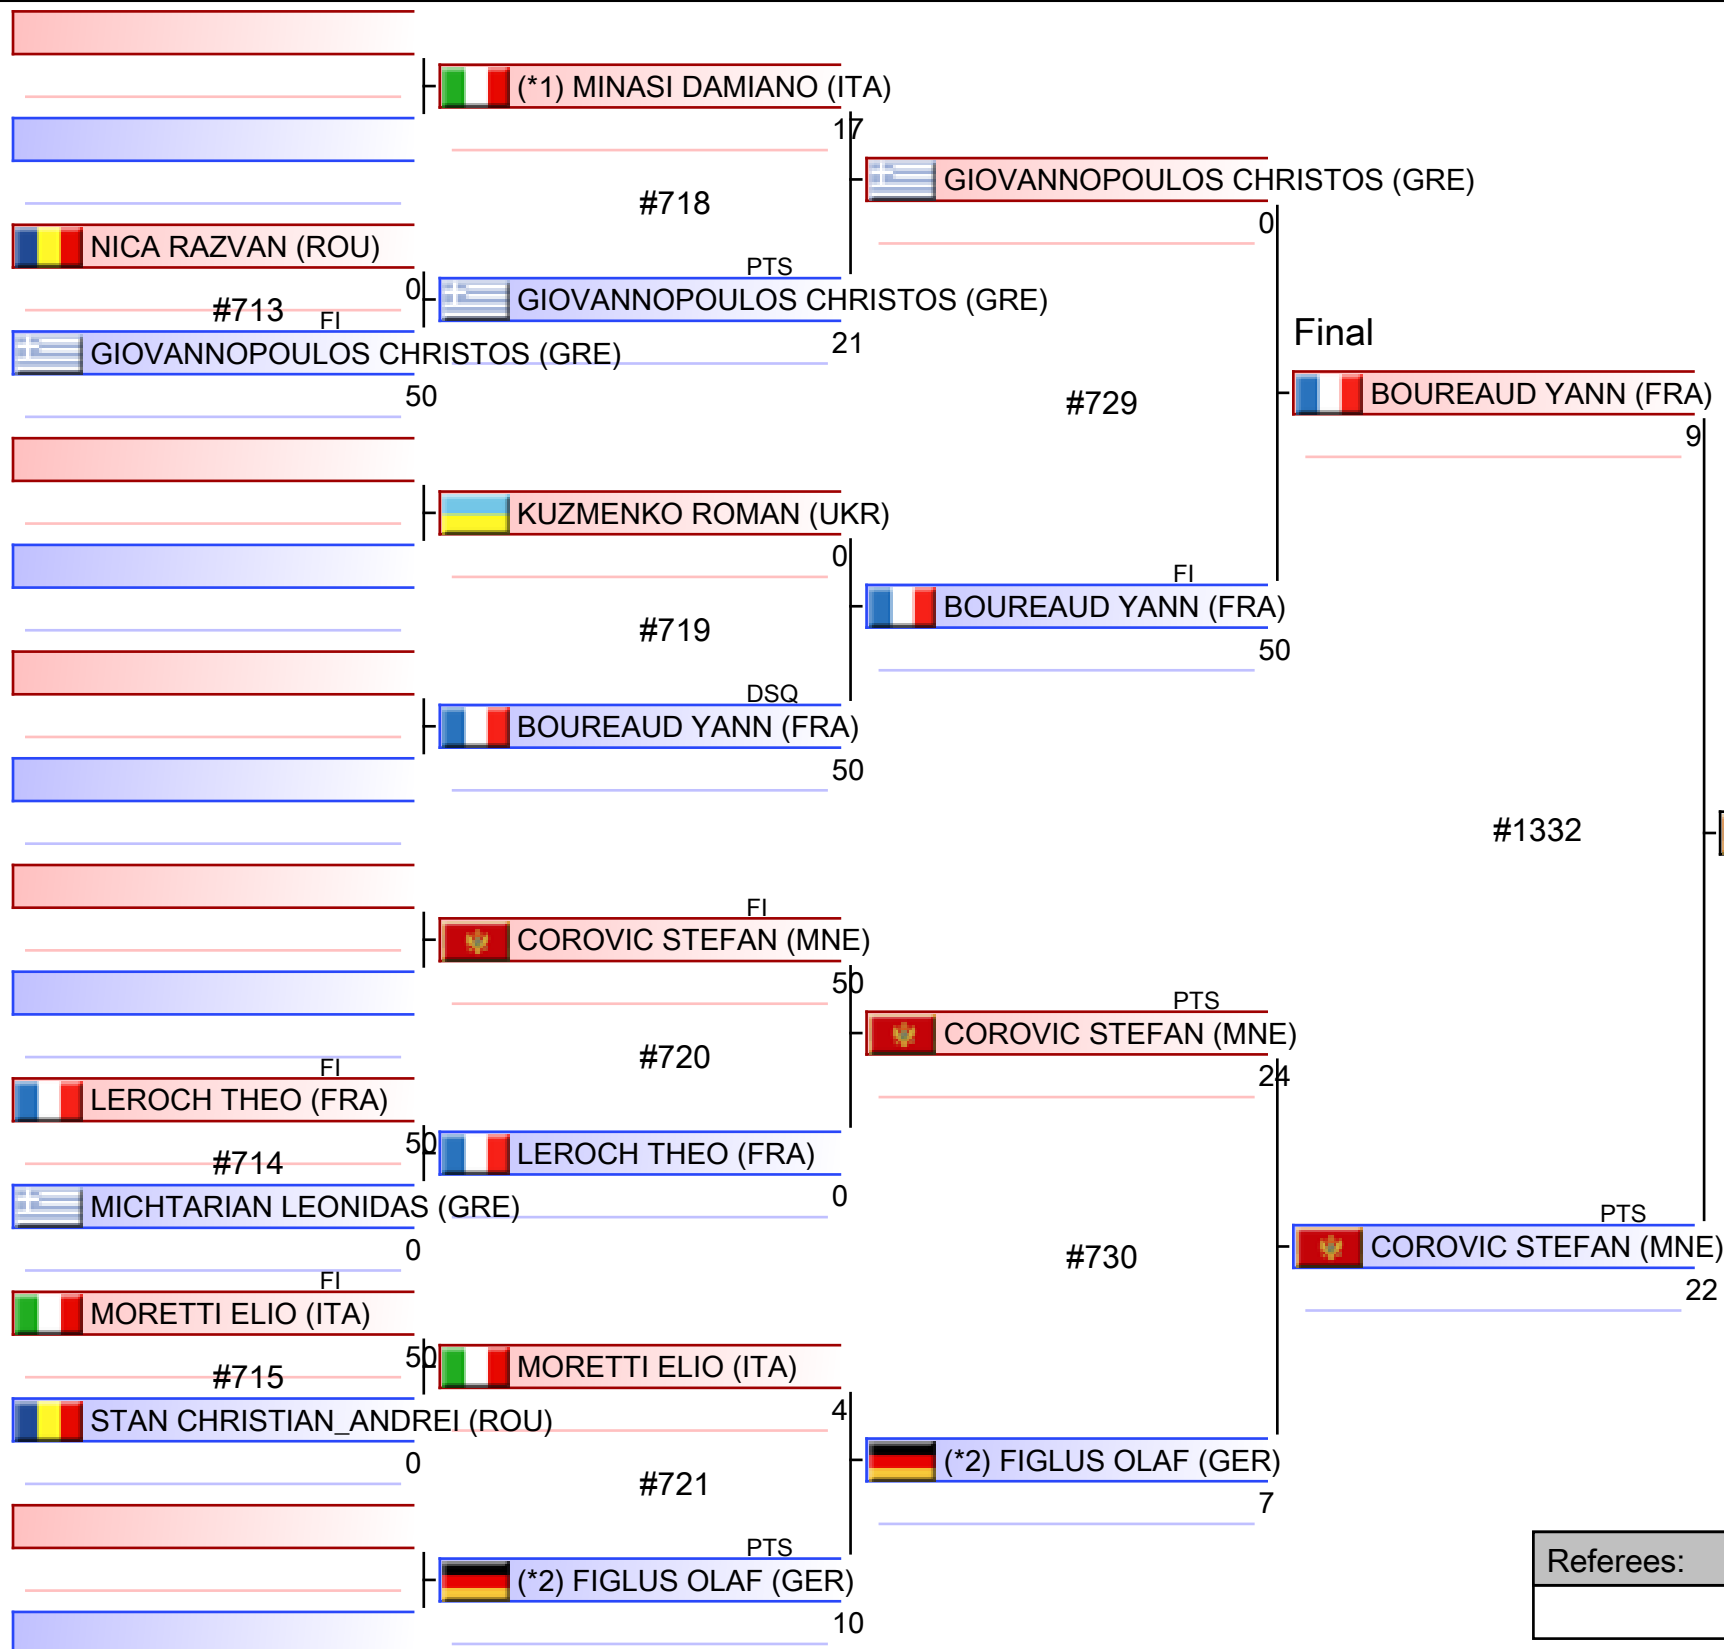 (*1) MINASI DAMIANO (ITA)
17
GIOVANNOPOULOS CHRISTOS (GRE)
#718
0
NICA RAZVAN (ROU)
PTS
0
GIOVANNOPOULOS CHRISTOS (GRE)
#713
FI
Final
21
GIOVANNOPOULOS CHRISTOS (GRE)
50
BOUREAUD YANN (FRA)
#729
9
KUZMENKO ROMAN (UKR)
0
FI
BOUREAUD YANN (FRA)
#719
50
DSQ
BOUREAUD YANN (FRA)
50
#1332
FI
COROVIC STEFAN (MNE)
50
PTS
COROVIC STEFAN (MNE)
#720
FI
24
LEROCH THEO (FRA)
50
LEROCH THEO (FRA)
#714
0
MICHTARIAN LEONIDAS (GRE)
PTS
0
#730
COROVIC STEFAN (MNE)
FI
22
MORETTI ELIO (ITA)
50
MORETTI ELIO (ITA)
#715
4
STAN CHRISTIAN_ANDREI (ROU)
0
(*2) FIGLUS OLAF (GER)
#721
7
PTS
Referees:
(*2) FIGLUS OLAF (GER)
10